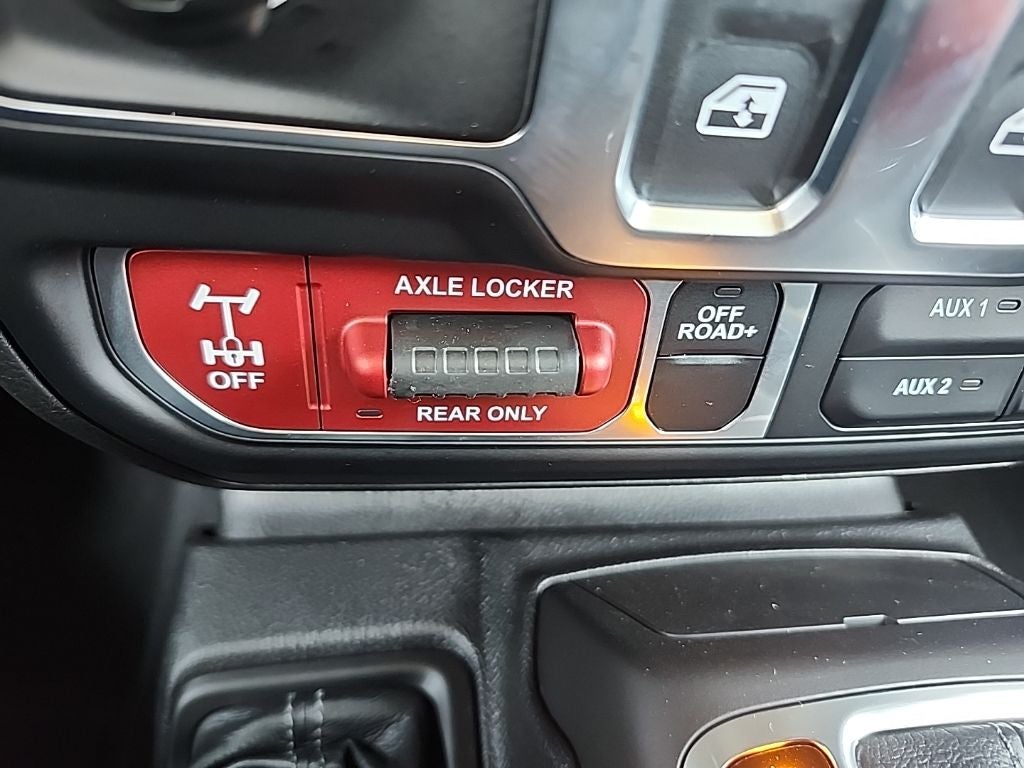 AXLE LOCKER
OFF
REAR ONLY
OFF
ROAD+
AUX 1
AUX 2